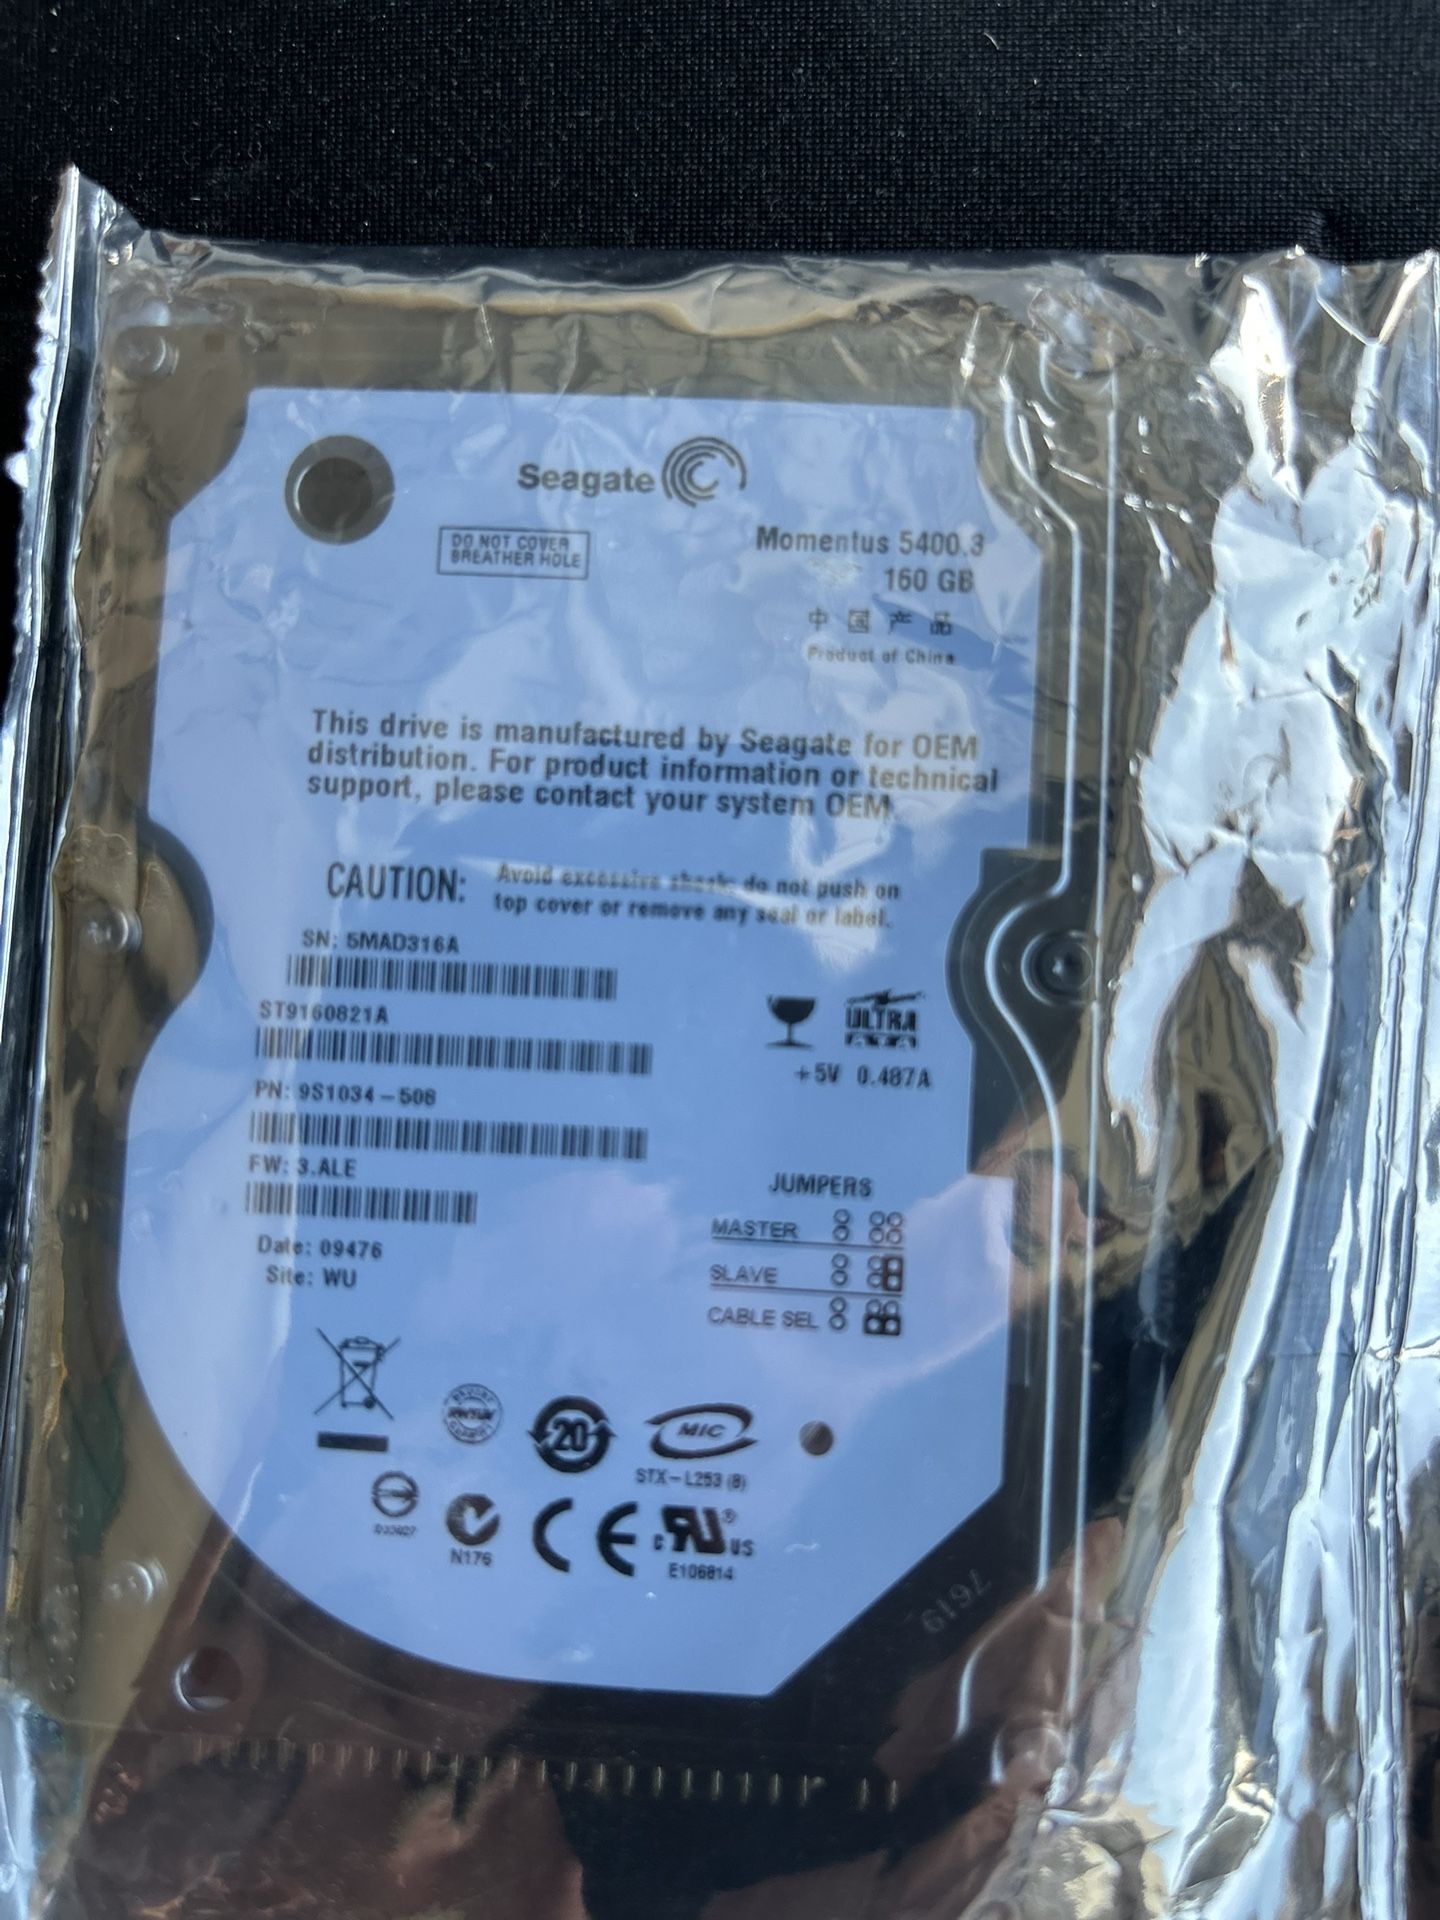 Seagate
DO NOT COVER
BREATHER HOLE
Momentus 5400.3
160 GB
中国产品
Product of China
This drive is manufactured by Seagate for OEM
distribution. For product information or technical
support, please contact your system OEM.
CAUTION: Avoid excessive shock; do not push on
top cover or remove any seal or label.
SN: 5MAD316A
ST9160821A
PN: 9S1034-508
FW: 3.ALE
Date: 09476
Site: WU
ULTRA
ATA
+5V 0.487A
JUMPERS
MASTER
SLAVE
CABLE SEL
20
MIC
STX-L253 (B)
N176
CE
c RU ® US
E106814
7619